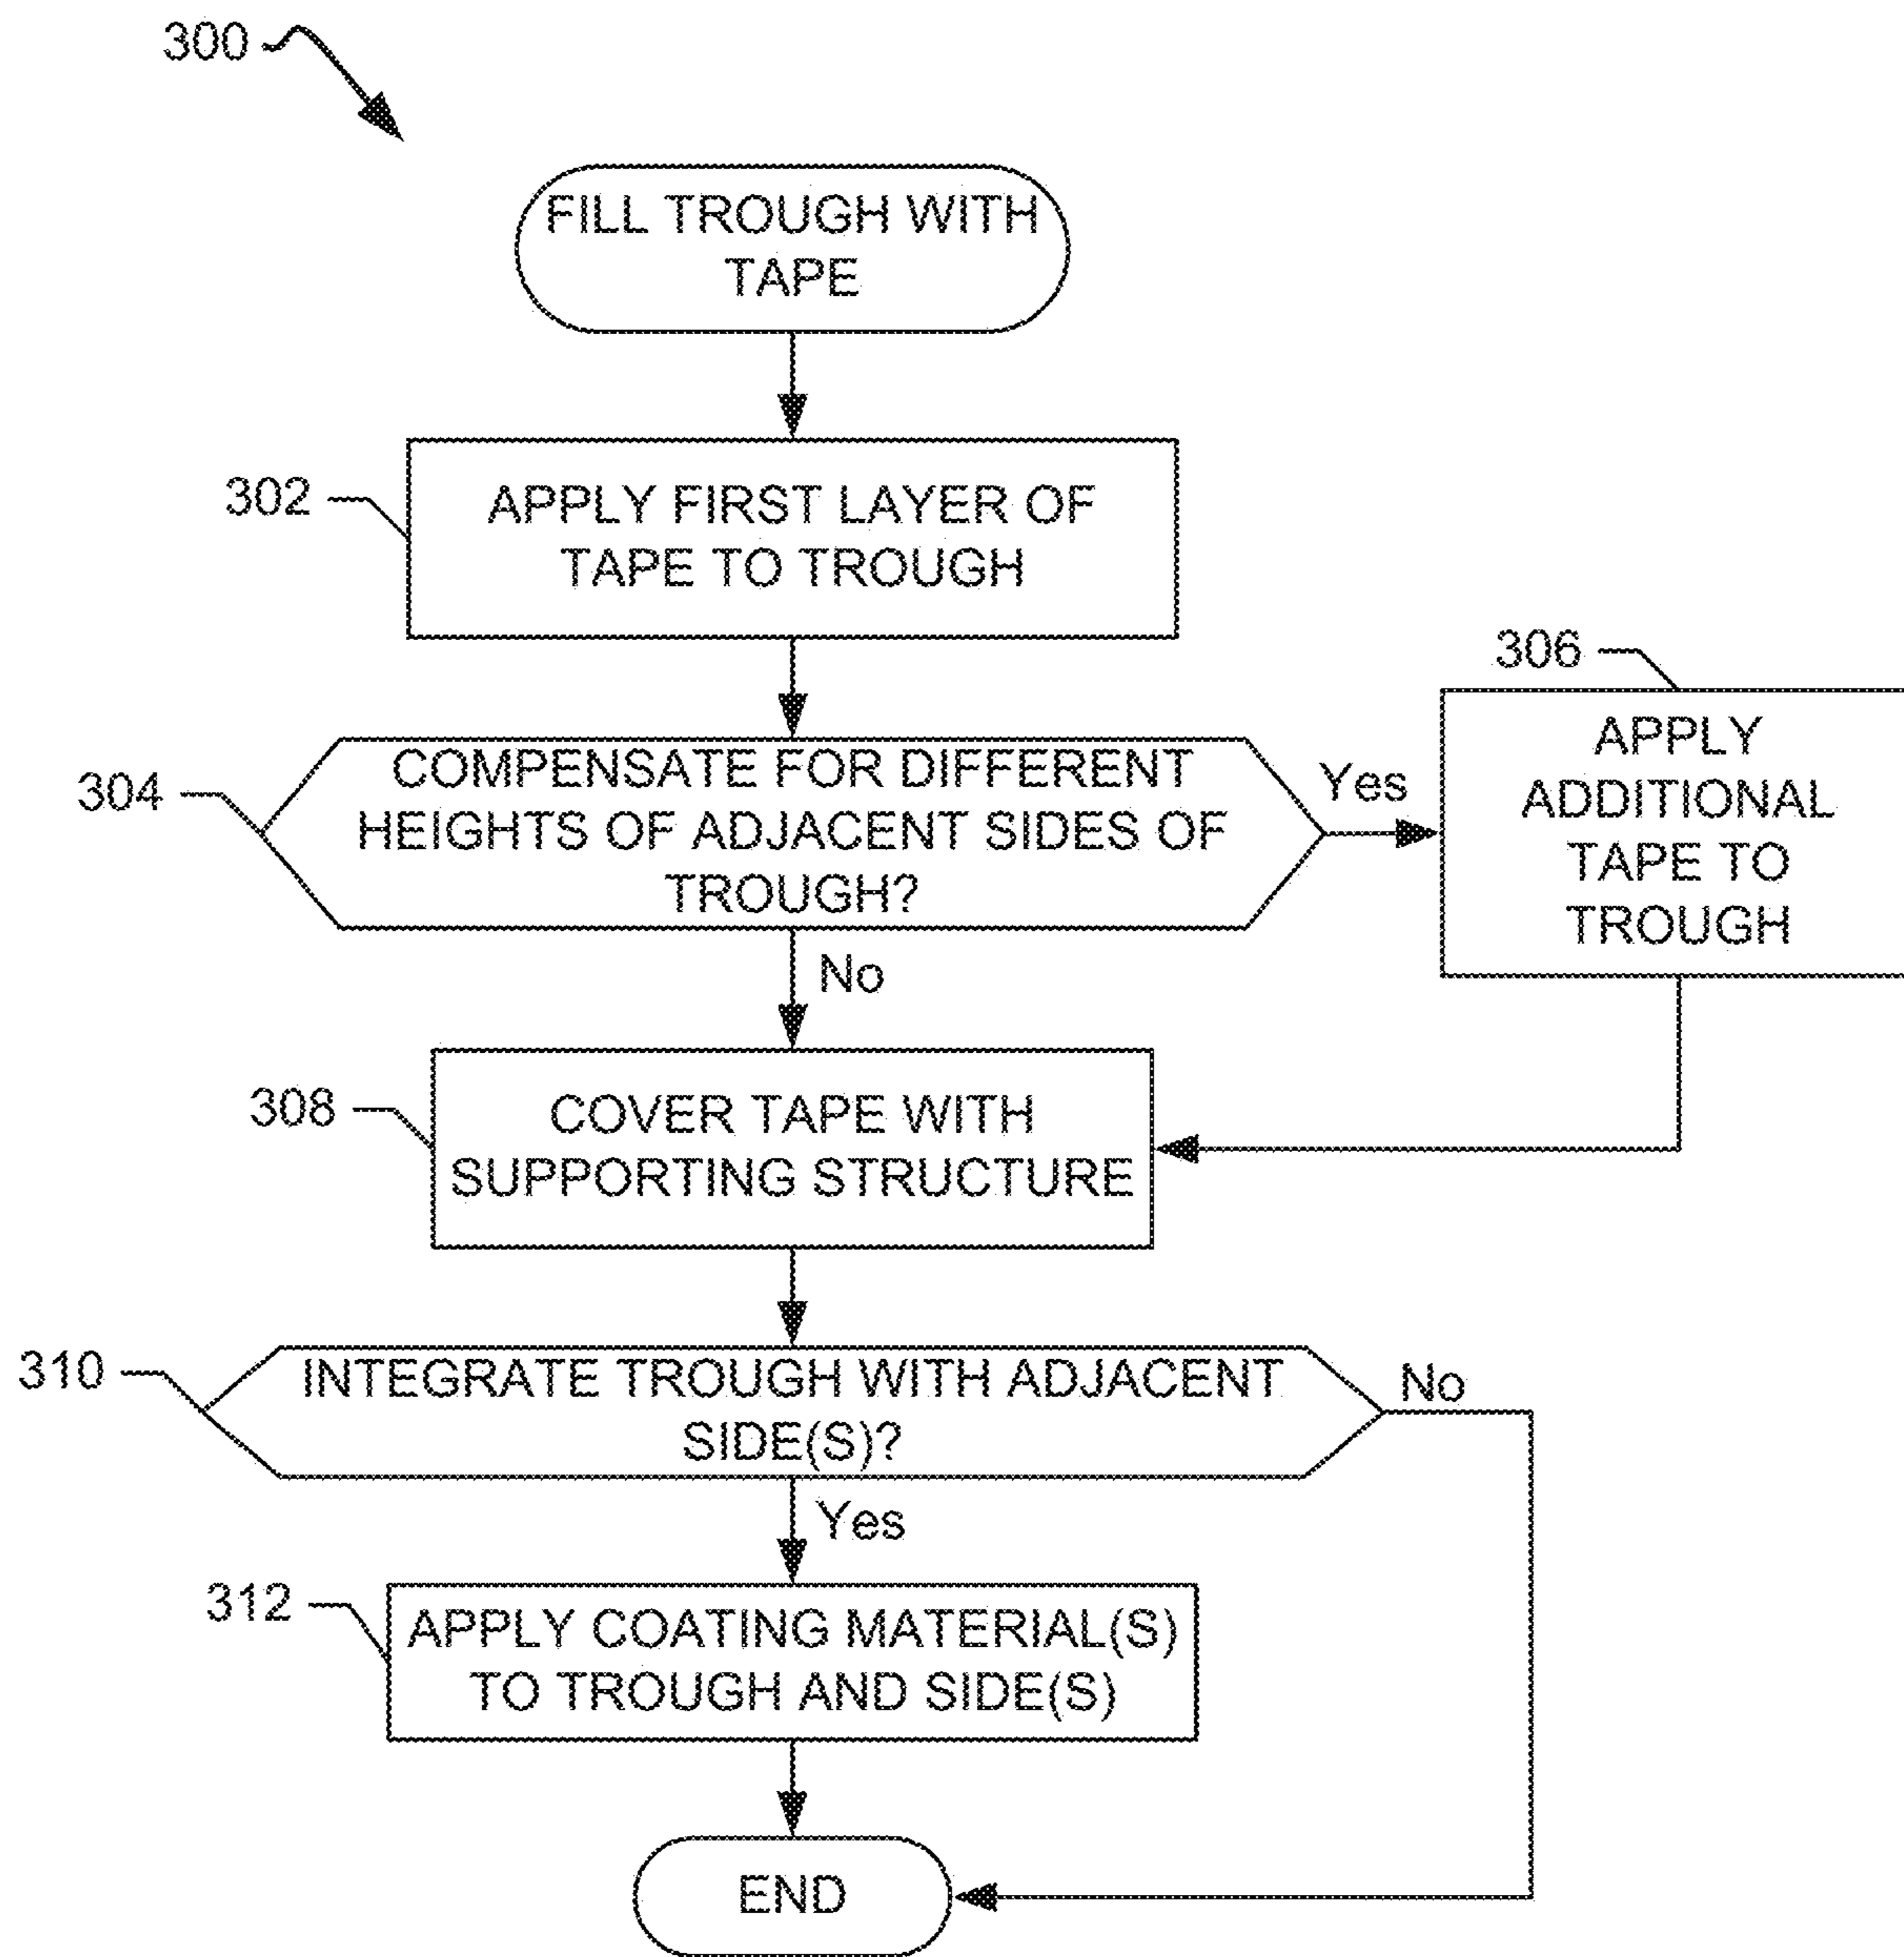 300
FILL TROUGH WITH
TAPE
302
APPLY FIRST LAYER OF
TAPE TO TROUGH
304
COMPENSATE FOR DIFFERENT
HEIGHTS OF ADJACENT SIDES OF
TROUGH?
Yes
306
APPLY
ADDITIONAL
TAPE TO
TROUGH
No
308
COVER TAPE WITH
SUPPORTING STRUCTURE
310
INTEGRATE TROUGH WITH ADJACENT
SIDE(S)?
No
Yes
312
APPLY COATING MATERIAL(S)
TO TROUGH AND SIDE(S)
END